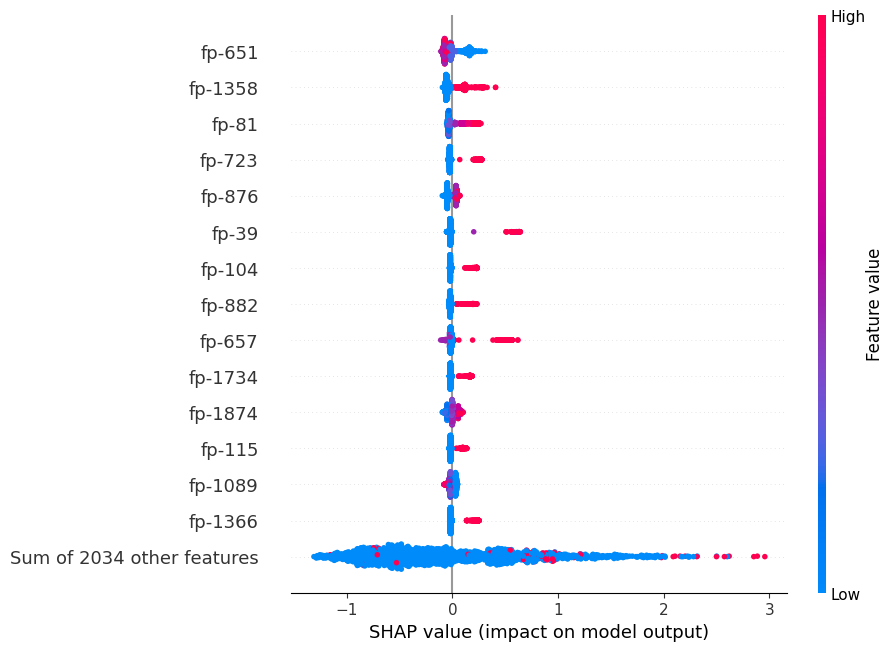 High
fp-651
fp-1358
fp-81
fp-723
fp-876
fp-39
fp-104
fp-882
fp-657
fp-1734
fp-1874
fp-115
fp-1089
fp-1366
Sum of 2034 other features
Feature value
Low
−1 0 1 2 3
SHAP value (impact on model output)